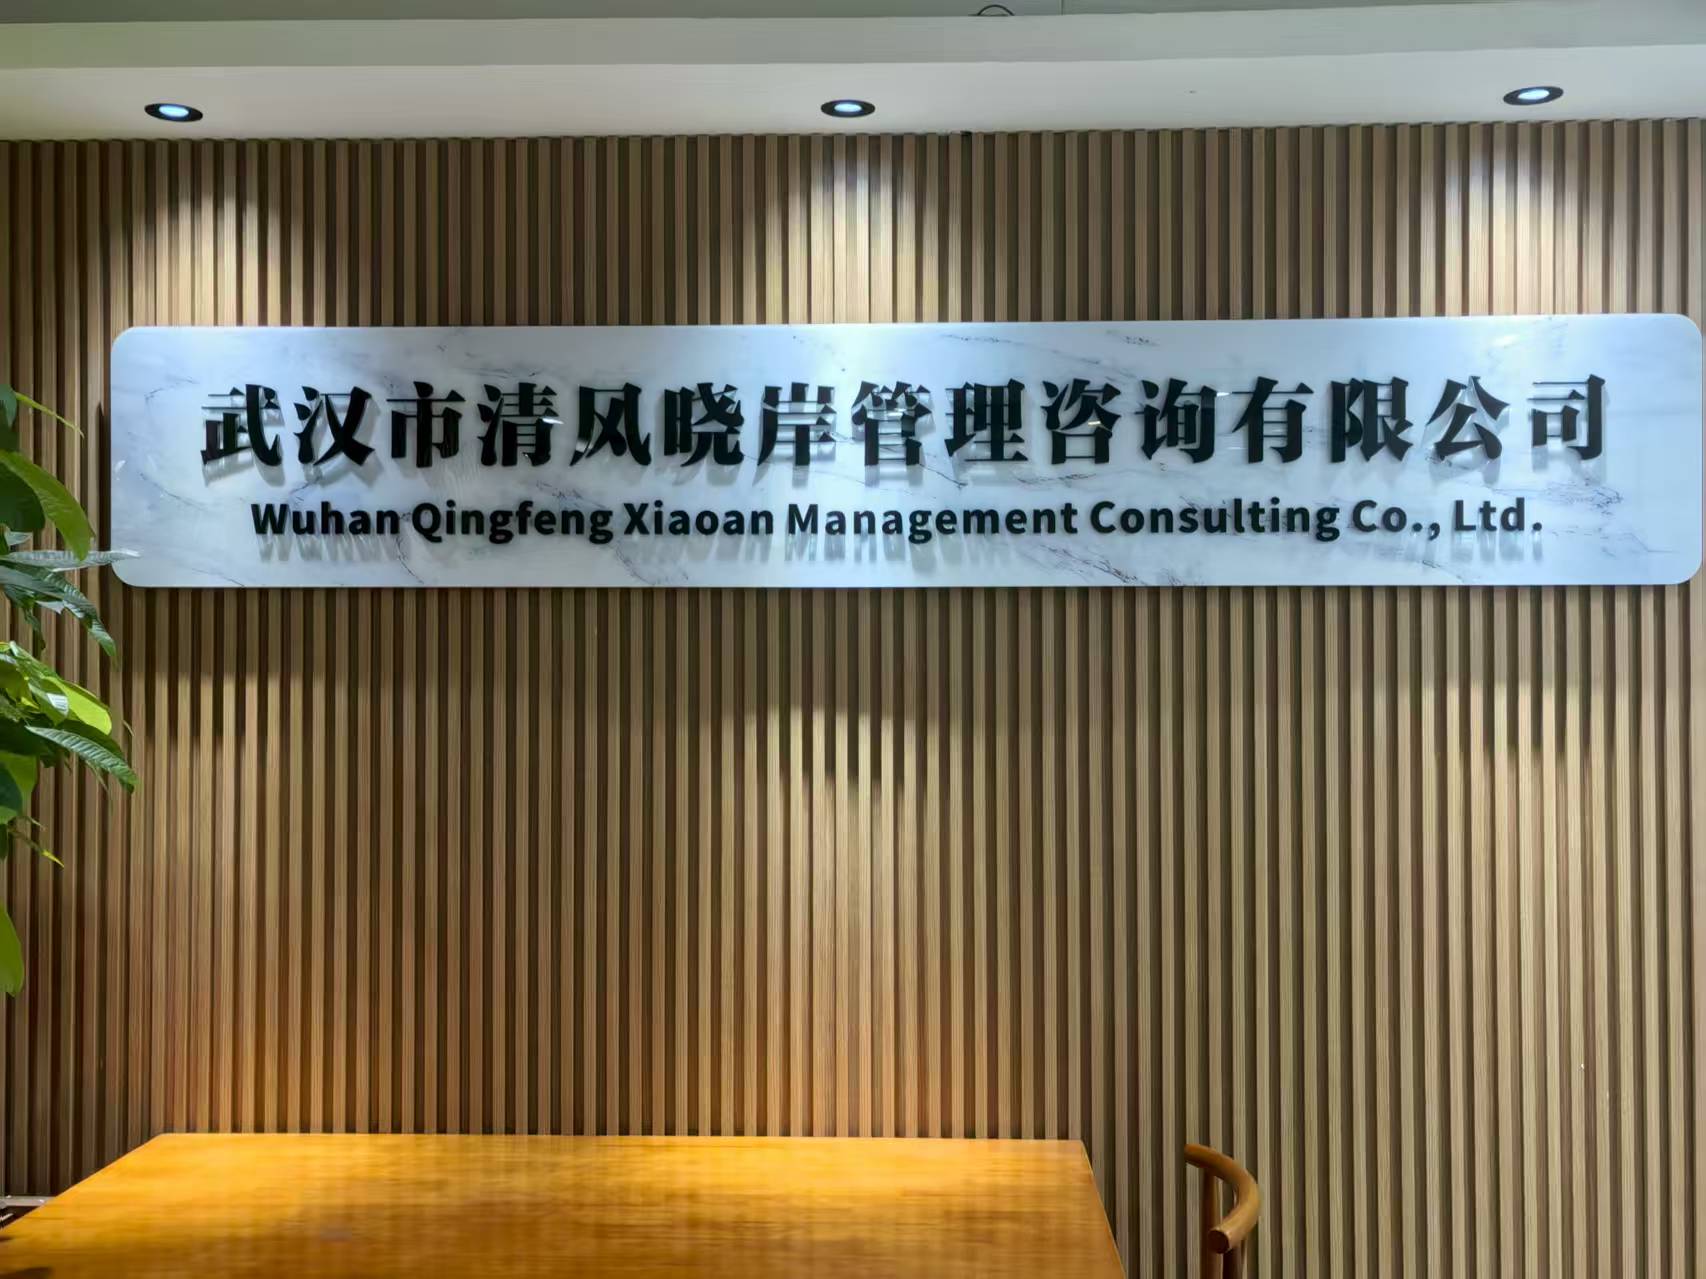 武汉市清风晓岸管理咨询有限公司
Wuhan Qingfeng Xiaoan Management Consulting Co., Ltd.